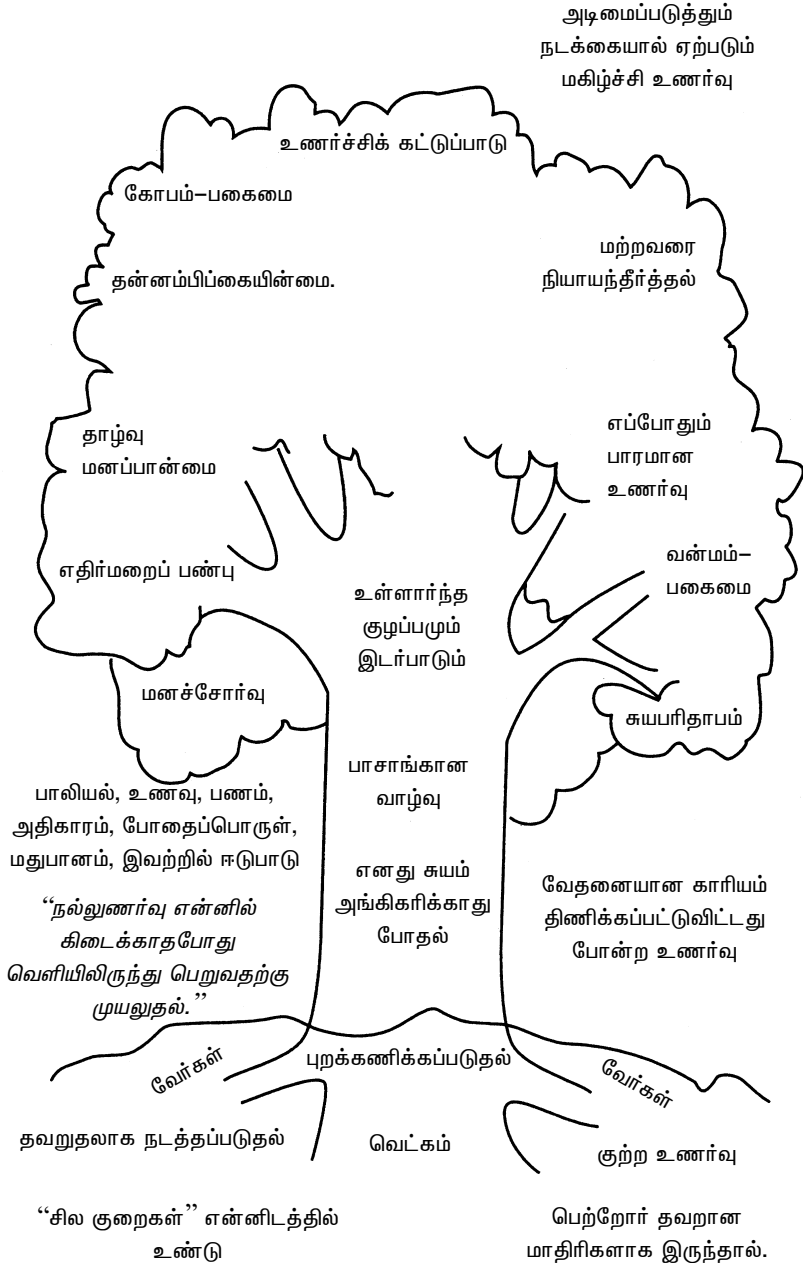 அடிமைப்படுத்தும்
நடக்கையால் ஏற்படும்
மகிழ்ச்சி உணர்வு
உணர்ச்சிக் கட்டுப்பாடு
கோபம்–பகைமை
மற்றவரை
நியாயந்தீர்த்தல்
தன்னம்பிப்கையின்மை.
தாழ்வு
மனப்பான்மை
எப்போதும்
பாரமான
உணர்வு
எதிர்மறைப் பண்பு
வன்மம்–
பகைமை
உள்ளார்ந்த
குழப்பமும்
இடர்பாடும்
மனச்சோர்வு
சுயபரிதாபம்
பாசாங்கான
வாழ்வு
பாலியல், உணவு, பணம்,
அதிகாரம், போதைப்பொருள்,
மதுபானம், இவற்றில் ஈடுபாடு
எனது சுயம்
அங்கிகரிக்காது
போதல்
வேதனையான காரியம்
திணிக்கப்பட்டுவிட்டது
போன்ற உணர்வு
“நல்லுணர்வு என்னில்
கிடைக்காதபோது
வெளியிலிருந்து பெறுவதற்கு
முயலுதல்.”
வேர்கள்
புறக்கணிக்கப்படுதல்
வேர்கள்
தவறுதலாக நடத்தப்படுதல்
வெட்கம்
குற்ற உணர்வு
“சில குறைகள்” என்னிடத்தில்
உண்டு
பெற்றோர் தவறான
மாதிரிகளாக இருந்தால்.